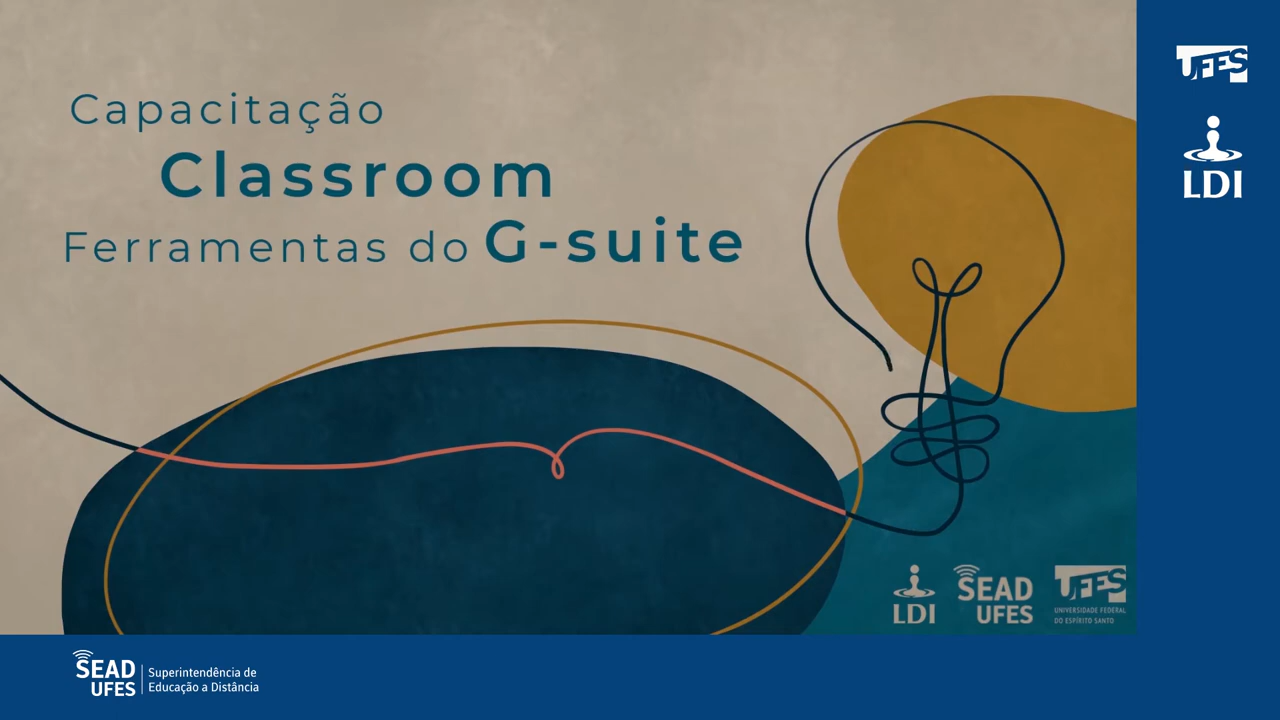 Capacitação
Classroom
Ferramentas do G-suite
UFES
LDI
LDI
SEAD
UFES
UFES
UNIVERSIDADE FEDERAL
DO ESPÍRITO SANTO
SEAD
UFES
Superintendência de
Educação a Distância